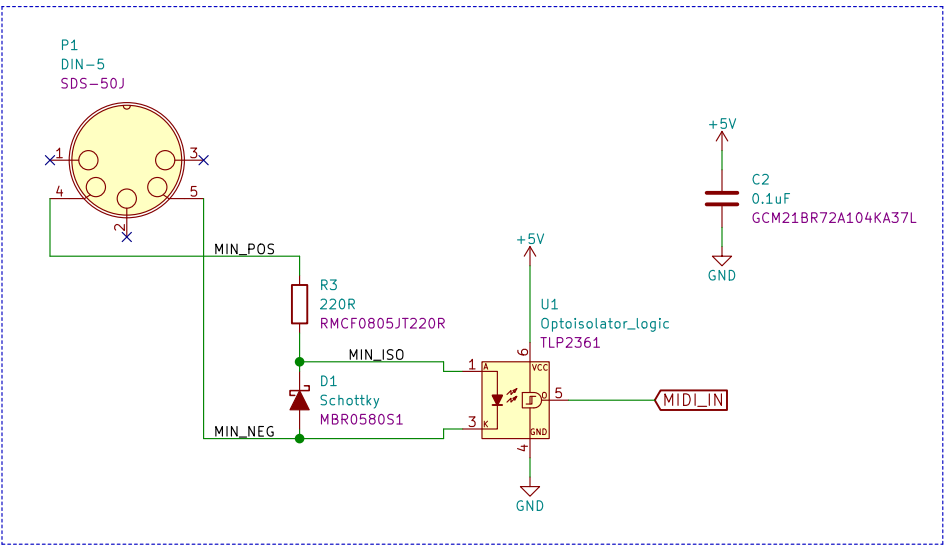 P1
DIN-5
SDS-50J
1
3
4
5
2
MIN_POS
R3
220R
RMCF0805JT220R
MIN_ISO
D1
Schottky
MBR0580S1
MIN_NEG
+5V
U1
Optoisolator_logic
TLP2361
6
1
A
VCC
O
5
3
K
GND
4
GND
MIDI_IN
+5V
C2
0.1uF
GCM21BR72A104KA37L
GND